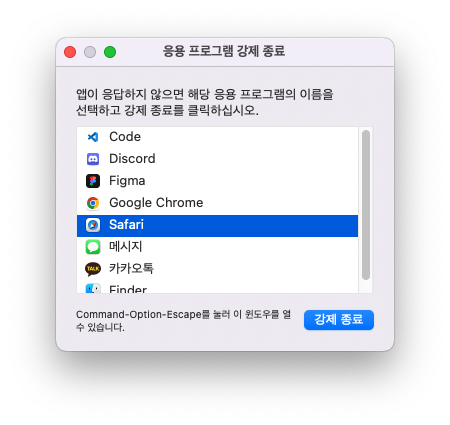 응용 프로그램 강제 종료
앱이 응답하지 않으면 해당 응용 프로그램의 이름을
선택하고 강제 종료를 클릭하십시오.
Code
Discord
Figma
Google Chrome
Safari
메시지
TALK 카카오톡
Finder
Command-Option-Escape를 눌러 이 윈도우를 열
수 있습니다.
강제 종료